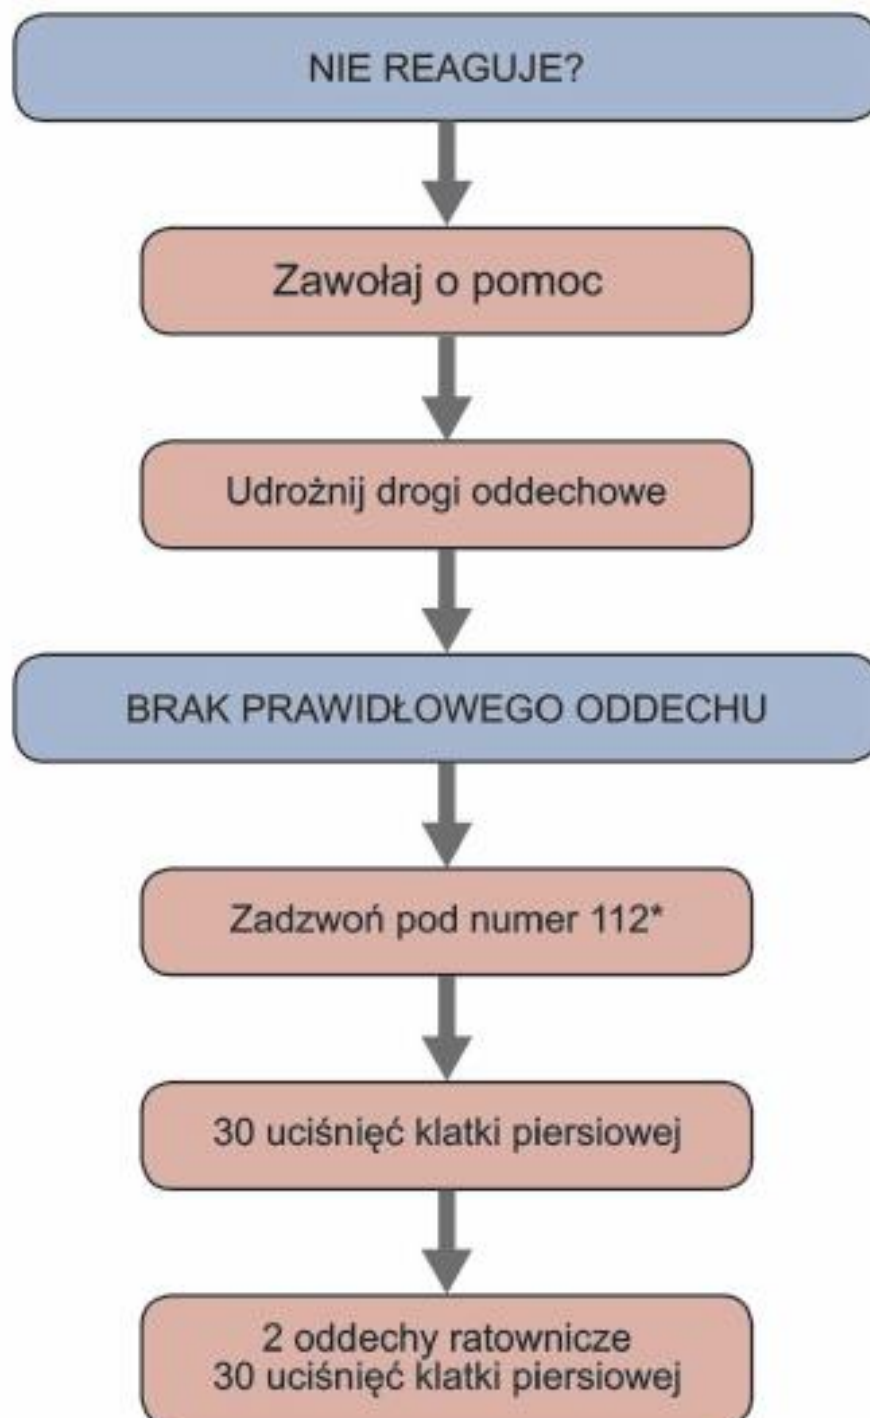 NIE REAGUJE?
Zawołaj o pomoc
Udrożnij drogi oddechowe
BRAK PRAWIDŁOWEGO ODDECHU
Zadzwoń pod numer 112*
30 uciśnięć klatki piersiowej
2 oddechy ratownicze
30 uciśnięć klatki piersiowej